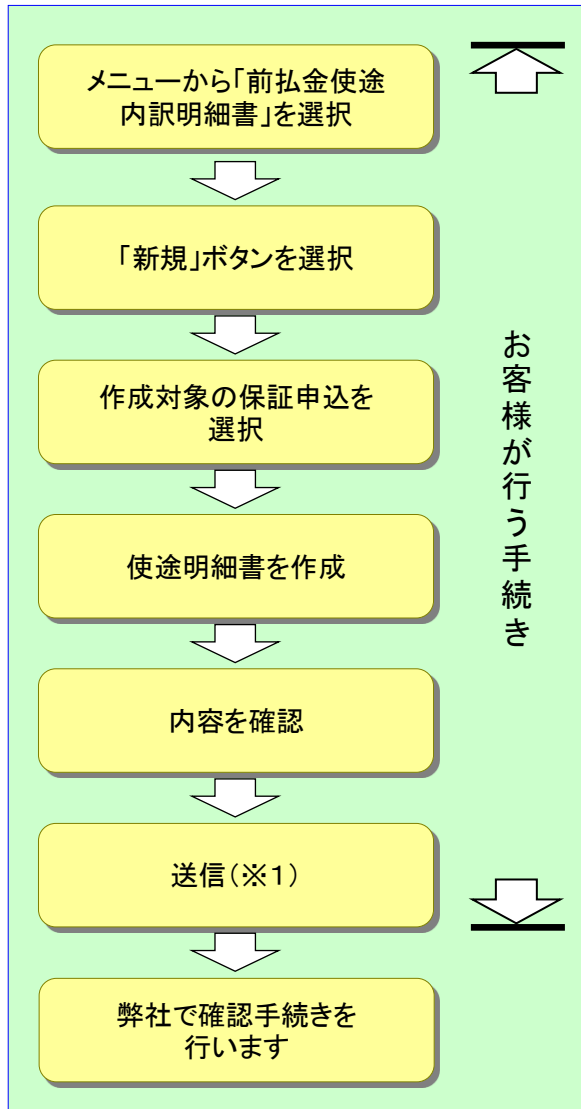 メニューから「前払金使途
内訳明細書」を選択
「新規」ボタンを選択
作成対象の保証申込を
選択
使途明細書を作成
内容を確認
送信(※1)
弊社で確認手続きを
行います
お客様が行う手続き